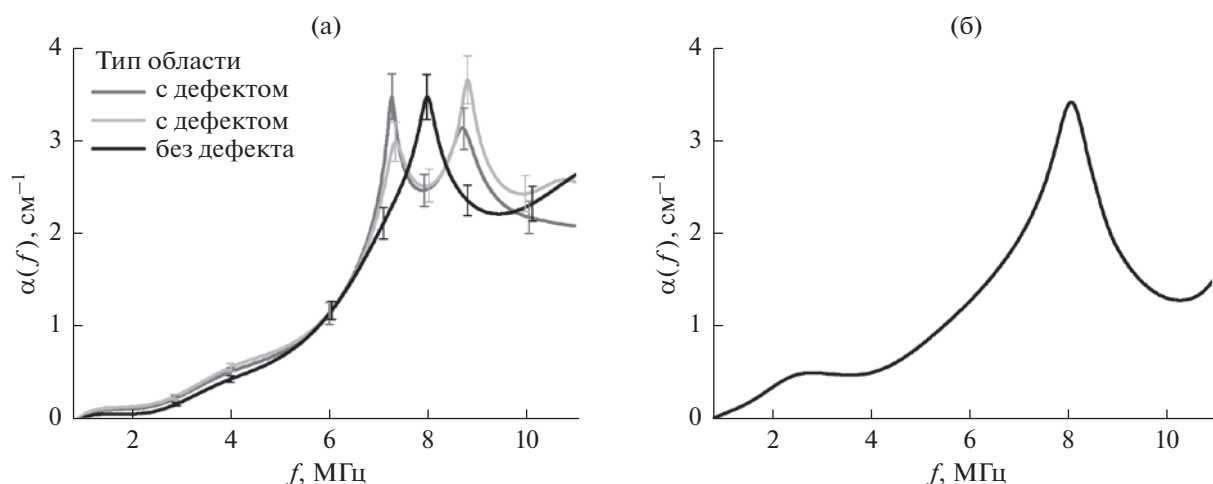 (а)
4
3
2
1
0
2
4
6
8
10
α(f), см⁻¹
f, МГц
Тип области
с дефектом
с дефектом
без дефекта
(б)
4
3
2
1
0
2
4
6
8
10
α(f), см⁻¹
f, МГц